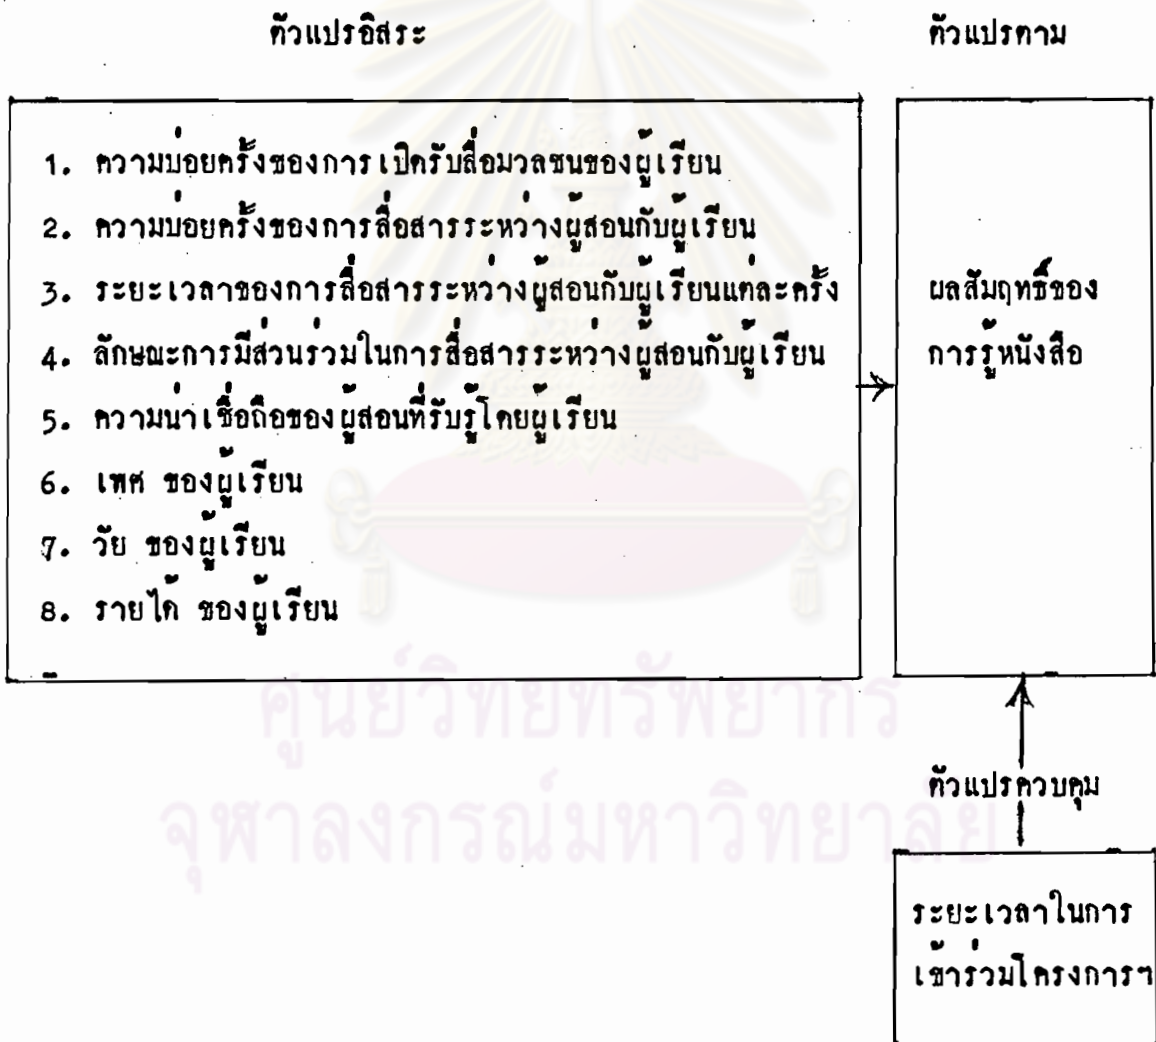 ตัวแปรอิสระ
ตัวแปรตาม
1. ความบ่อยครั้งของการเปิดรับสื่อมวลชนของผู้เรียน
2. ความบ่อยครั้งของการสื่อสารระหว่างผู้สอนกับผู้เรียน
3. ระยะเวลาของการสื่อสารระหว่างผู้สอนกับผู้เรียนแต่ละครั้ง
4. ลักษณะการมีส่วนร่วมในการสื่อสารระหว่างผู้สอนกับผู้เรียน
5. ความน่าเชื่อถือของผู้สอนที่รับรู้โดยผู้เรียน
6. เพศ ของผู้เรียน
7. วัย ของผู้เรียน
8. รายได้ ของผู้เรียน
ผลสัมฤทธิ์ของ
การรู้หนังสือ
ศูนย์วิทยทรัพยากร
ตัวแปรควบคุม
จุฬาลงกรณ์มหาวิทยาลัย
ระยะเวลาในการ
เข้าร่วมโครงการฯ